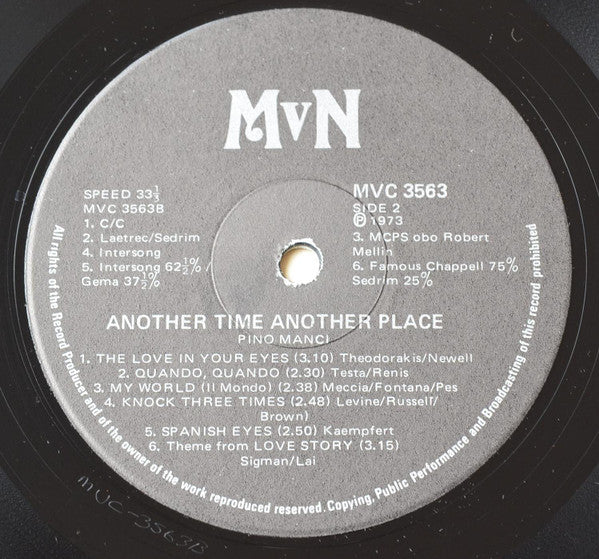 MvN
SPEED 33⅓
MVC 3563B
1. C/C
2. Laetrec/Sedrim
4. Intersong
5. Intersong 62½% /
Gema 37½%
MVC 3563
SIDE 2
℗ 1973
3. MCPS obo Robert
Mellin
6. Famous Chappell 75%
Sedrim 25%
ANOTHER TIME ANOTHER PLACE
PINO MANCI
1. THE LOVE IN YOUR EYES (3.10) Theodorakis/Newell
2. QUANDO, QUANDO (2.30) Testa/Renis
3. MY WORLD (Il Mondo) (2.38) Meccia/Fontana/Pes
4. KNOCK THREE TIMES (2.48) Levine/Russell/
Brown)
5. SPANISH EYES (2.50) Kaempfert
6. Theme from LOVE STORY (3.15)
Sigman/Lai
All rights of the Record Producer and of the owner of the work reproduced reserved. Copying, Public Performance and Broadcasting of this record prohibited
MVC-3563B